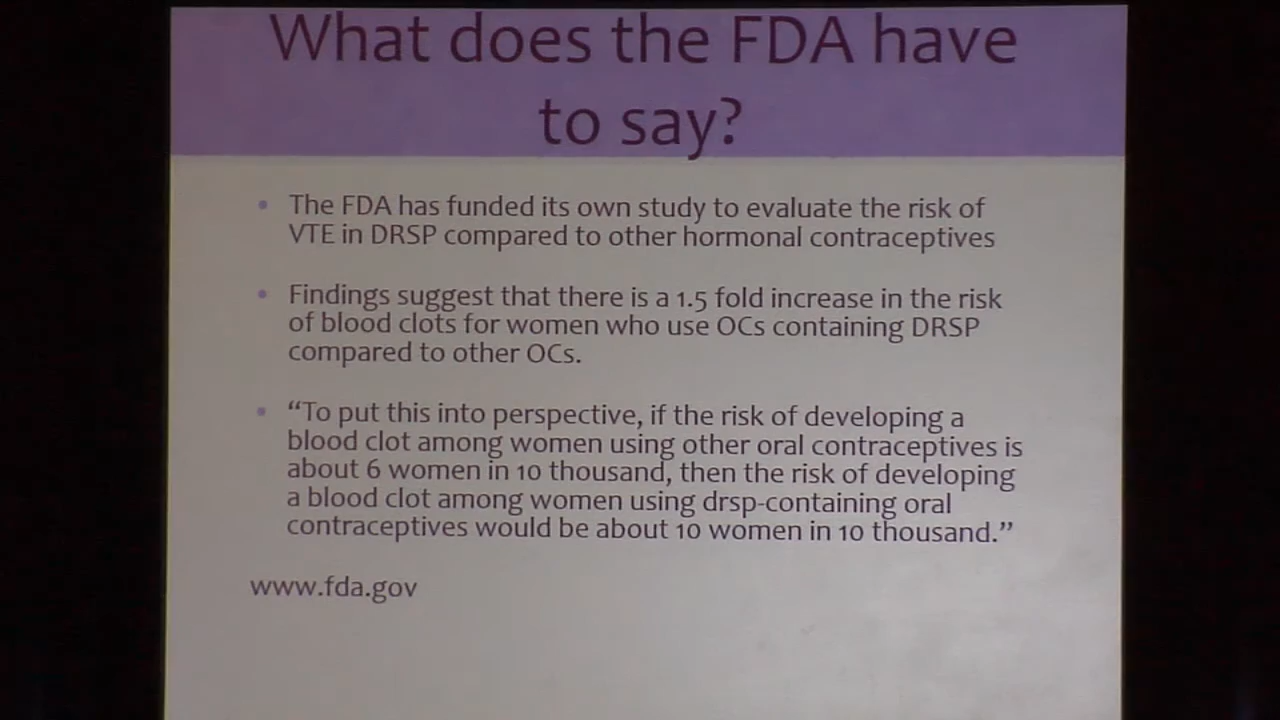 What does the FDA have
to say?
• The FDA has funded its own study to evaluate the risk of
VTE in DRSP compared to other hormonal contraceptives
• Findings suggest that there is a 1.5 fold increase in the risk
of blood clots for women who use OCs containing DRSP
compared to other OCs.
• “To put this into perspective, if the risk of developing a
blood clot among women using other oral contraceptives is
about 6 women in 10 thousand, then the risk of developing
a blood clot among women using drsp-containing oral
contraceptives would be about 10 women in 10 thousand.”
www.fda.gov